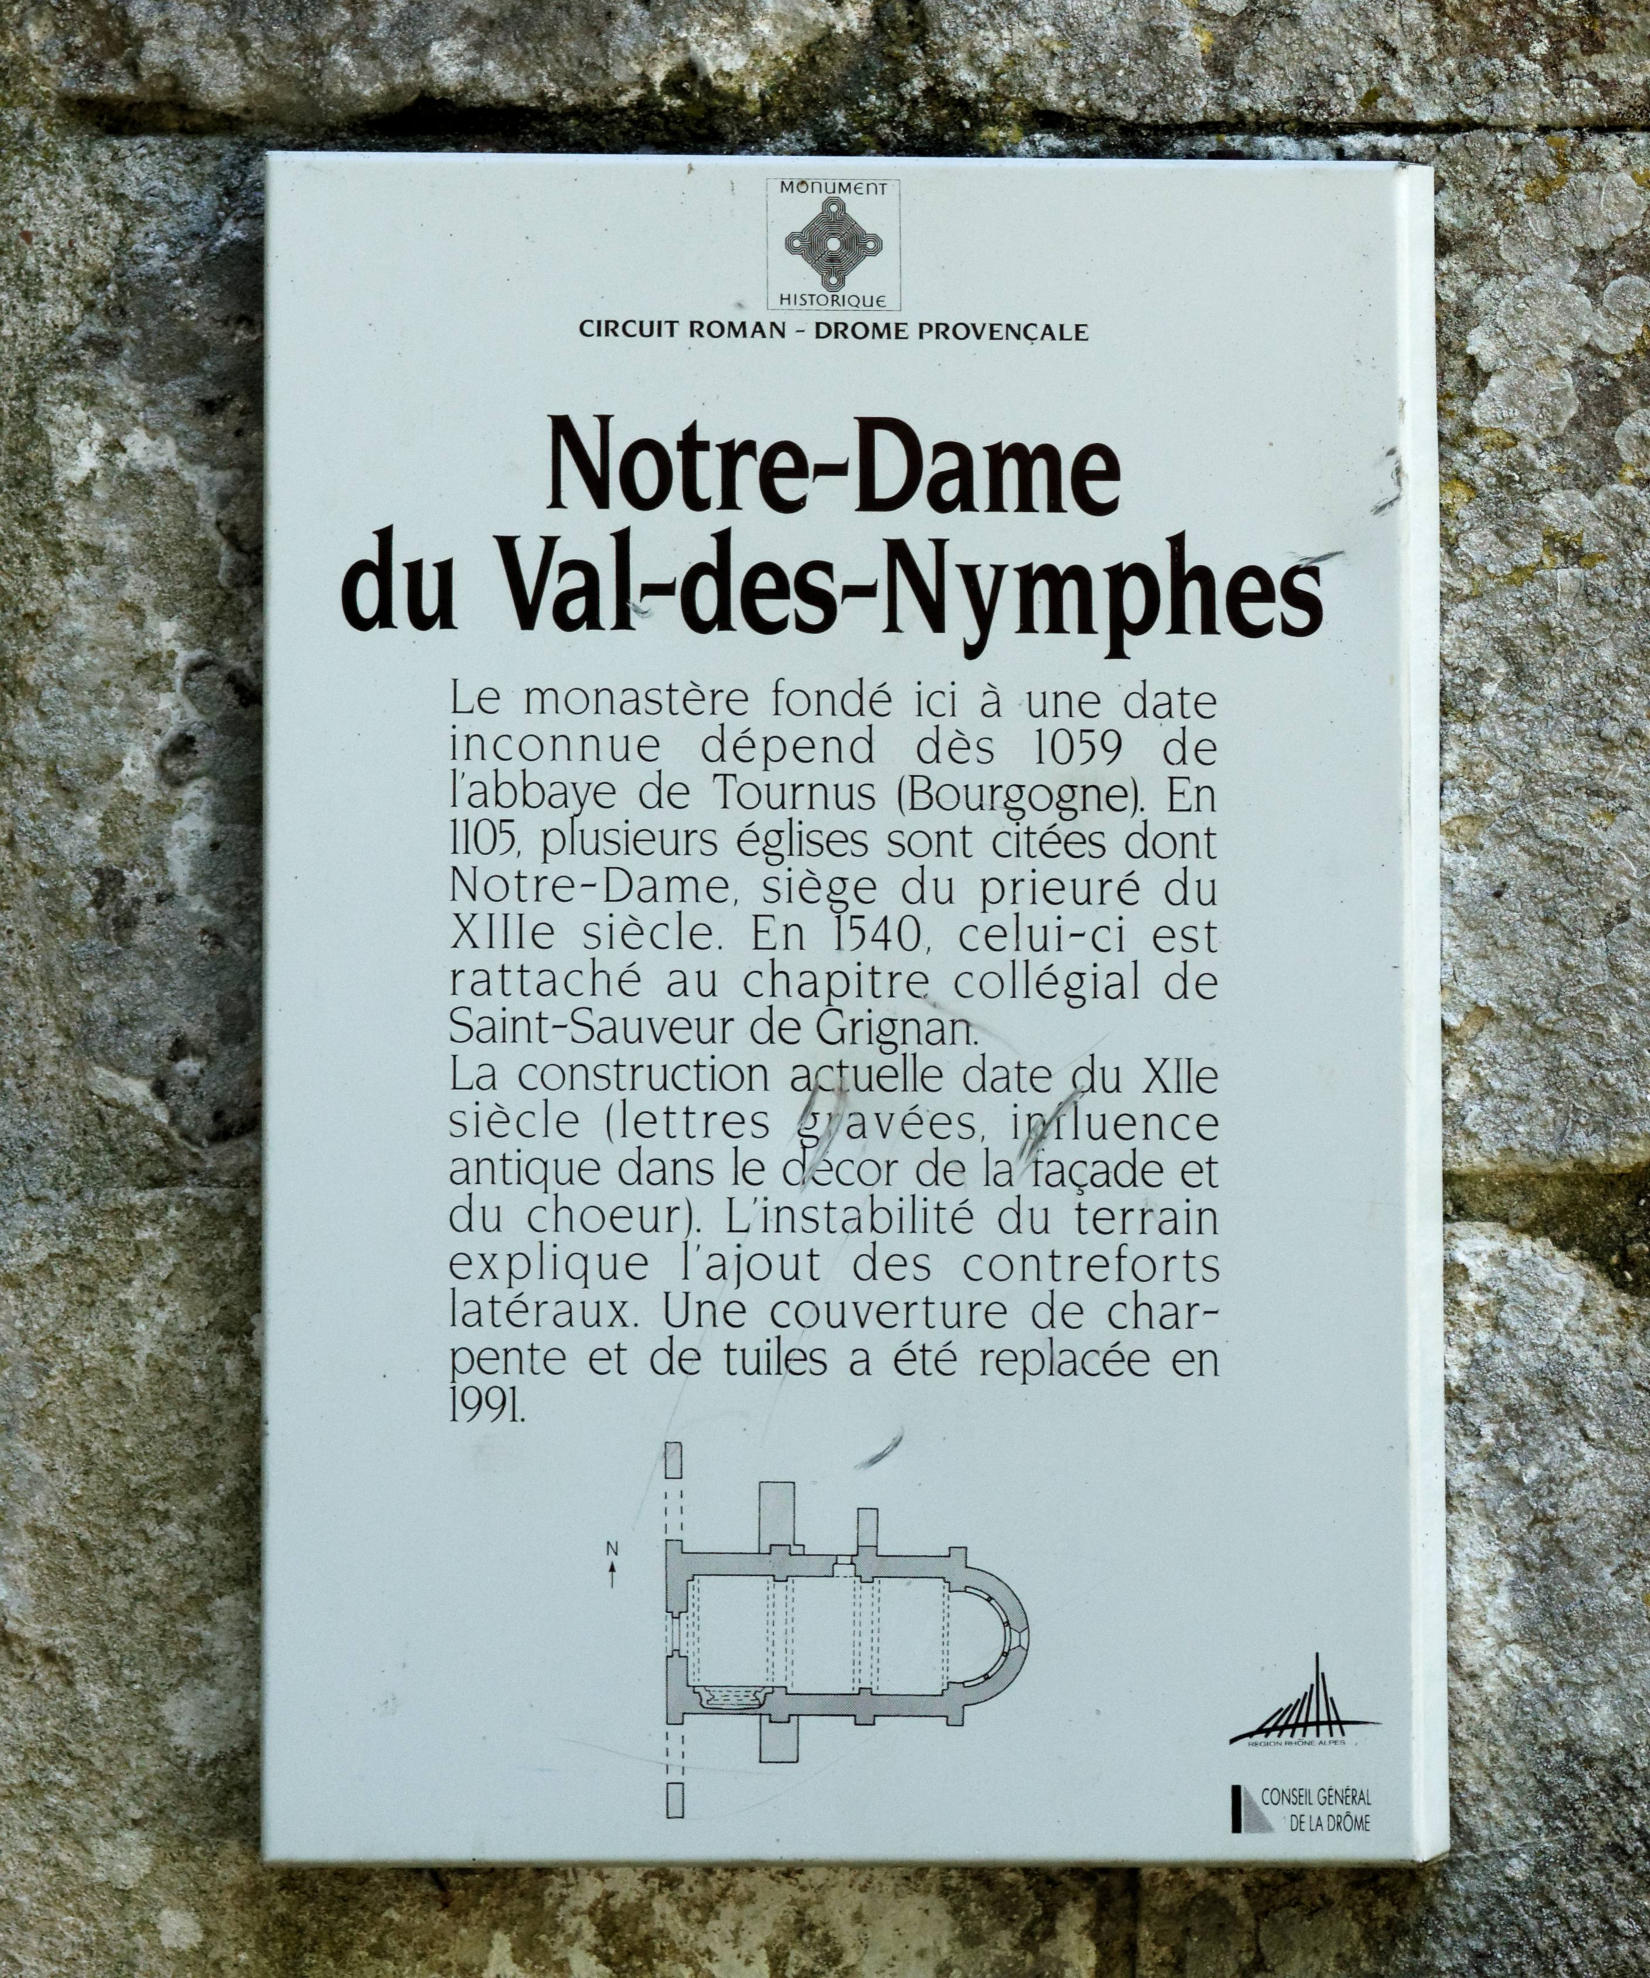 MONUMENT
HISTORIQUE
CIRCUIT ROMAN - DROME PROVENÇALE
Notre-Dame
du Val-des-Nymphes
Le monastère fondé ici à une date
inconnue dépend dès 1059 de
l'abbaye de Tournus (Bourgogne). En
1105, plusieurs églises sont citées dont
Notre-Dame, siège du prieuré du
XIIIe siècle. En 1540, celui-ci est
rattaché au chapitre collégial de
Saint-Sauveur de Grignan.
La construction actuelle date du XIIe
siècle (lettres gravées, influence
antique dans le décor de la façade et
du choeur). L'instabilité du terrain
explique l'ajout des contreforts
latéraux. Une couverture de char-
pente et de tuiles a été replacée en
1991.
N
REGION RHÔNE ALPES
CONSEIL GÉNÉRAL
DE LA DRÔME